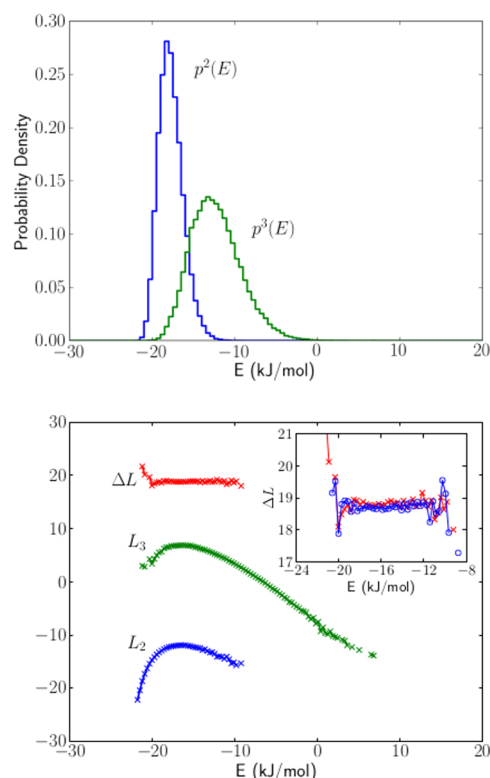 0.30
0.25
0.20
0.15
0.10
0.05
0.00
Probability Density
p²(E)
p³(E)
−30 −20 −10 0 10 20
E (kJ/mol)
30
20
10
0
−10
−20
−30
ΔL
L₃
L₂
21
20
19
18
17
ΔL
−24 −20 −16 −12 −8
E (kJ/mol)
−30 −20 −10 0 10 20
E (kJ/mol)